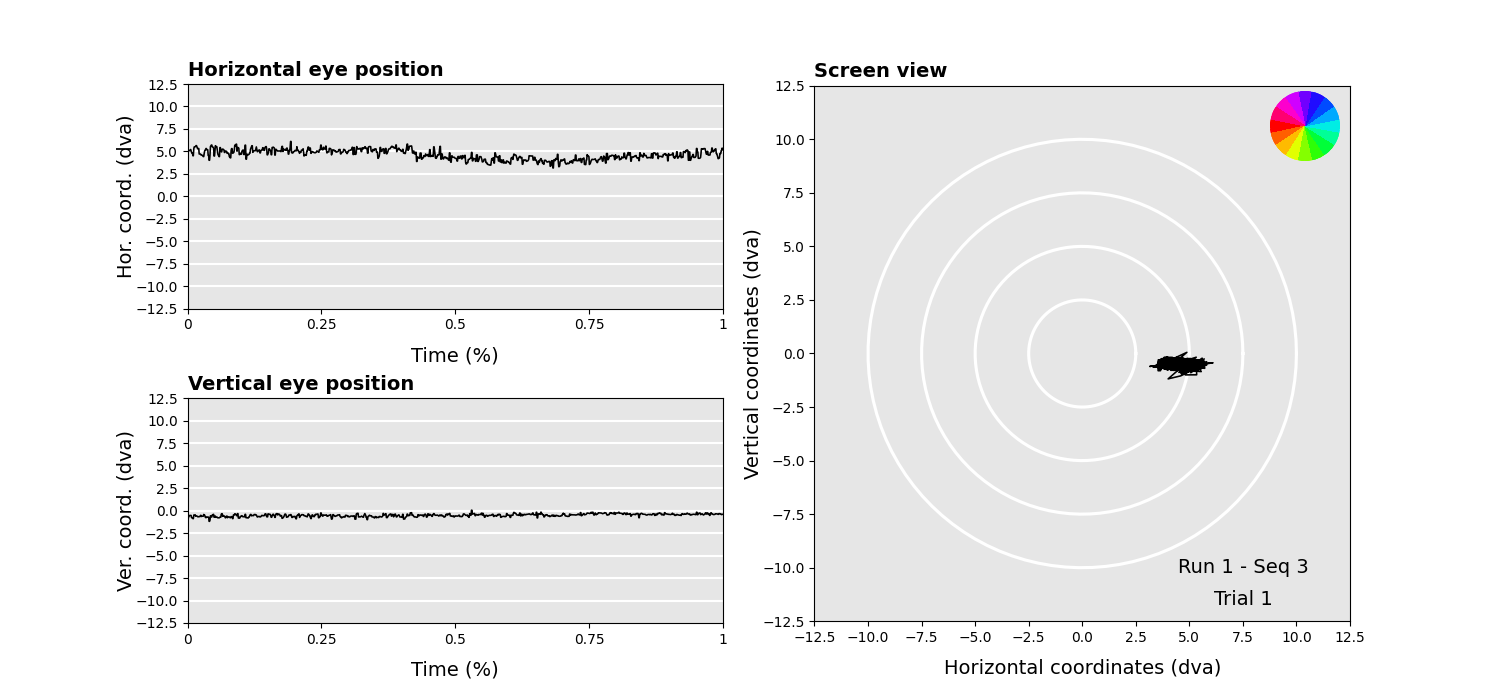 Horizontal eye position
12.5
10.0
7.5
5.0
2.5
0.0
−2.5
−5.0
−7.5
−10.0
−12.5
Hor. coord. (dva)
0 0.25 0.5 0.75 1
Time (%)
Vertical eye position
12.5
10.0
7.5
5.0
2.5
0.0
−2.5
−5.0
−7.5
−10.0
−12.5
Ver. coord. (dva)
0 0.25 0.5 0.75 1
Time (%)
Screen view
12.5
10.0
7.5
5.0
2.5
0.0
−2.5
−5.0
−7.5
−10.0
−12.5
Vertical coordinates (dva)
Run 1 - Seq 3
Trial 1
−12.5 −10.0 −7.5 −5.0 −2.5 0.0 2.5 5.0 7.5 10.0 12.5
Horizontal coordinates (dva)